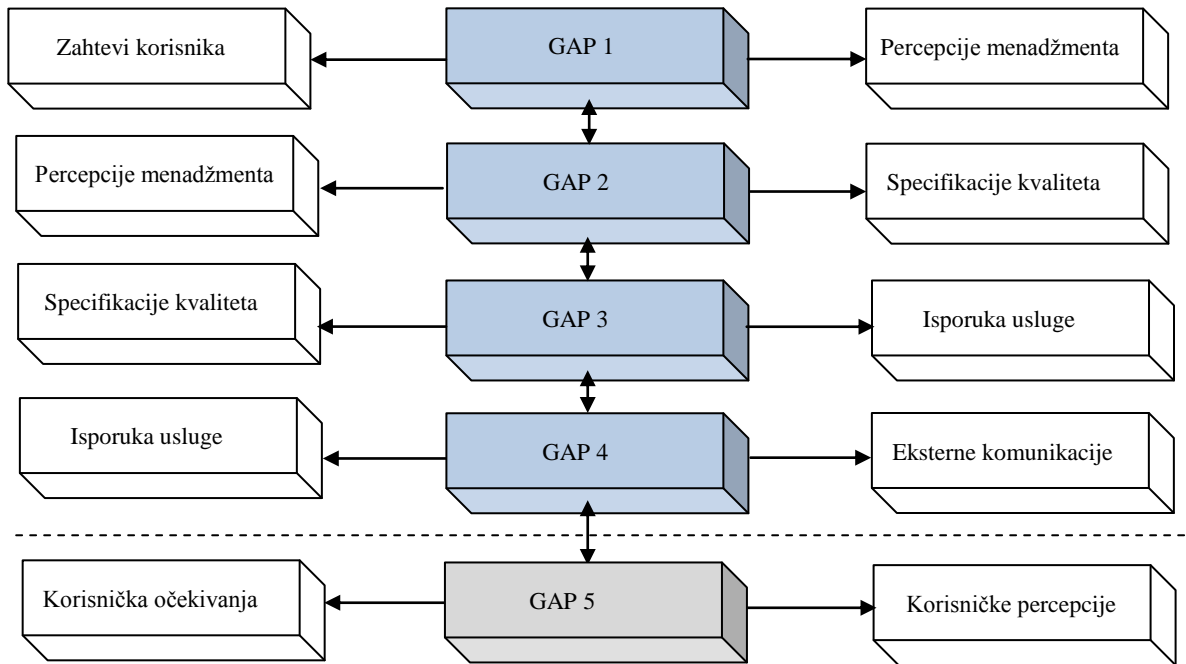 Zahtevi korisnika
GAP 1
Percepcije menadžmenta
Percepcije menadžmenta
GAP 2
Specifikacije kvaliteta
Specifikacije kvaliteta
GAP 3
Isporuka usluge
Isporuka usluge
GAP 4
Eksterne komunikacije
Korisnička očekivanja
GAP 5
Korisničke percepcije